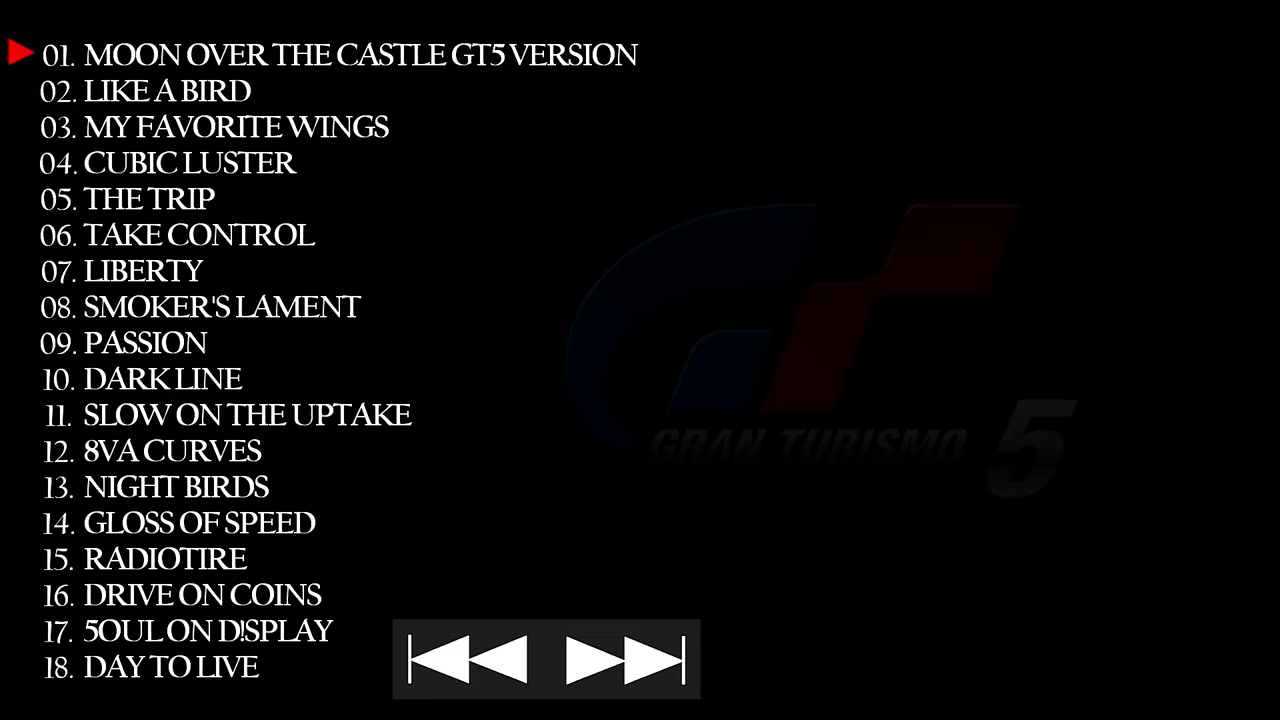 01. MOON OVER THE CASTLE GT5 VERSION
02. LIKE A BIRD
03. MY FAVORITE WINGS
04. CUBIC LUSTER
05. THE TRIP
06. TAKE CONTROL
07. LIBERTY
08. SMOKER'S LAMENT
09. PASSION
10. DARK LINE
11. SLOW ON THE UPTAKE
12. 8VA CURVES
13. NIGHT BIRDS
14. GLOSS OF SPEED
15. RADIOTIRE
16. DRIVE ON COINS
17. 5OUL ON D!SPLAY
18. DAY TO LIVE
GRAN TURISMO 5